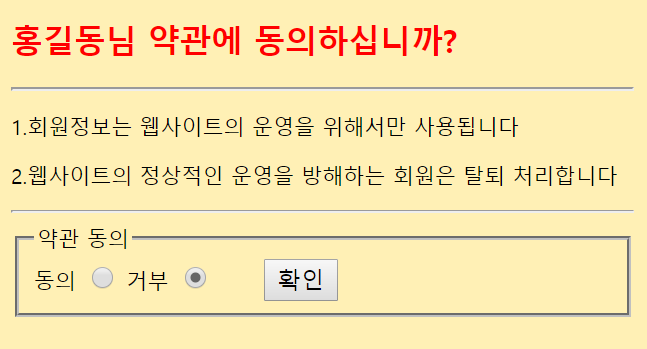 홍길동님 약관에 동의하십니까?
1.회원정보는 웹사이트의 운영을 위해서만 사용됩니다
2.웹사이트의 정상적인 운영을 방해하는 회원은 탈퇴 처리합니다
약관 동의
동의 거부 확인